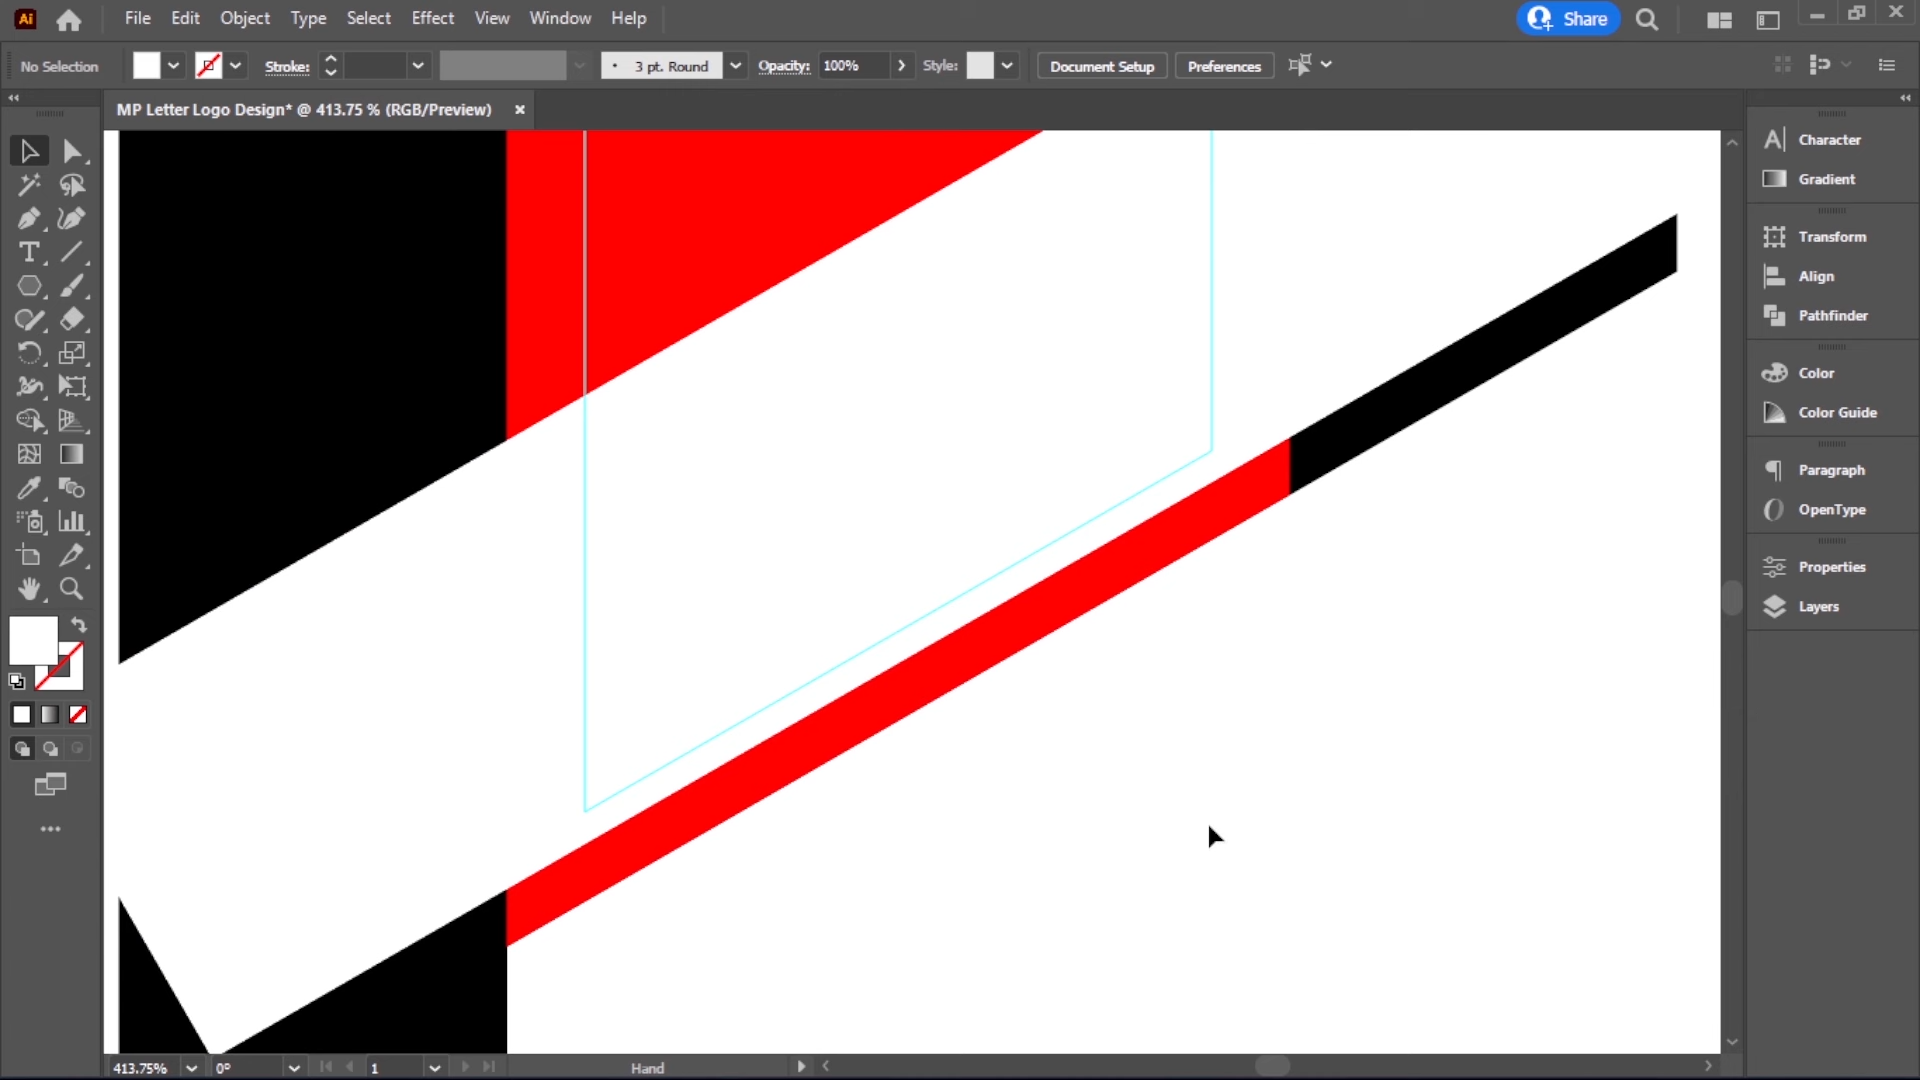 Ai File Edit Object Type Select Effect View Window Help Share
No Selection Stroke: 3 pt. Round Opacity: 100% Style: Document Setup Preferences
MP Letter Logo Design* @ 413.75 % (RGB/Preview)
Character
Gradient
Transform
Align
Pathfinder
Color
Color Guide
Paragraph
OpenType
Properties
Layers
413.75% 0° 1 Hand